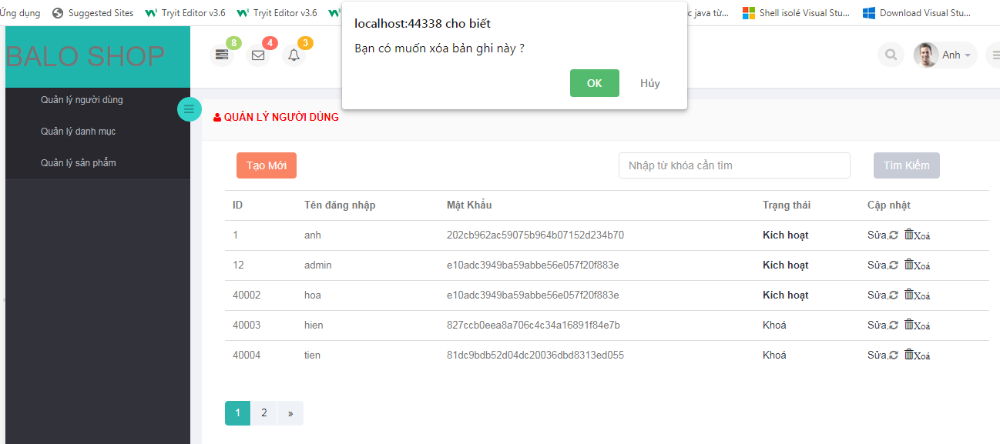 Ứng dụng Suggested Sites Tryit Editor v3.6 Tryit Editor v3.6 java từ... Shell isolé Visual Stu... Download Visual Stu...
localhost:44338 cho biết
Bạn có muốn xóa bản ghi này ?
OK Hủy
BALO SHOP
8 4 3
Anh
Quản lý người dùng
Quản lý danh mục
Quản lý sản phẩm
QUẢN LÝ NGƯỜI DÙNG
Tạo Mới Nhập từ khóa cần tìm Tìm Kiếm
ID Tên đăng nhập Mật Khẩu Trạng thái Cập nhật
1 anh 202cb962ac59075b964b07152d234b70 Kích hoạt Sửa Xoá
12 admin e10adc3949ba59abbe56e057f20f883e Kích hoạt Sửa Xoá
40002 hoa e10adc3949ba59abbe56e057f20f883e Kích hoạt Sửa Xoá
40003 hien 827ccb0eea8a706c4c34a16891f84e7b Khoá Sửa Xoá
40004 tien 81dc9bdb52d04dc20036dbd8313ed055 Khoá Sửa Xoá
1 2 »